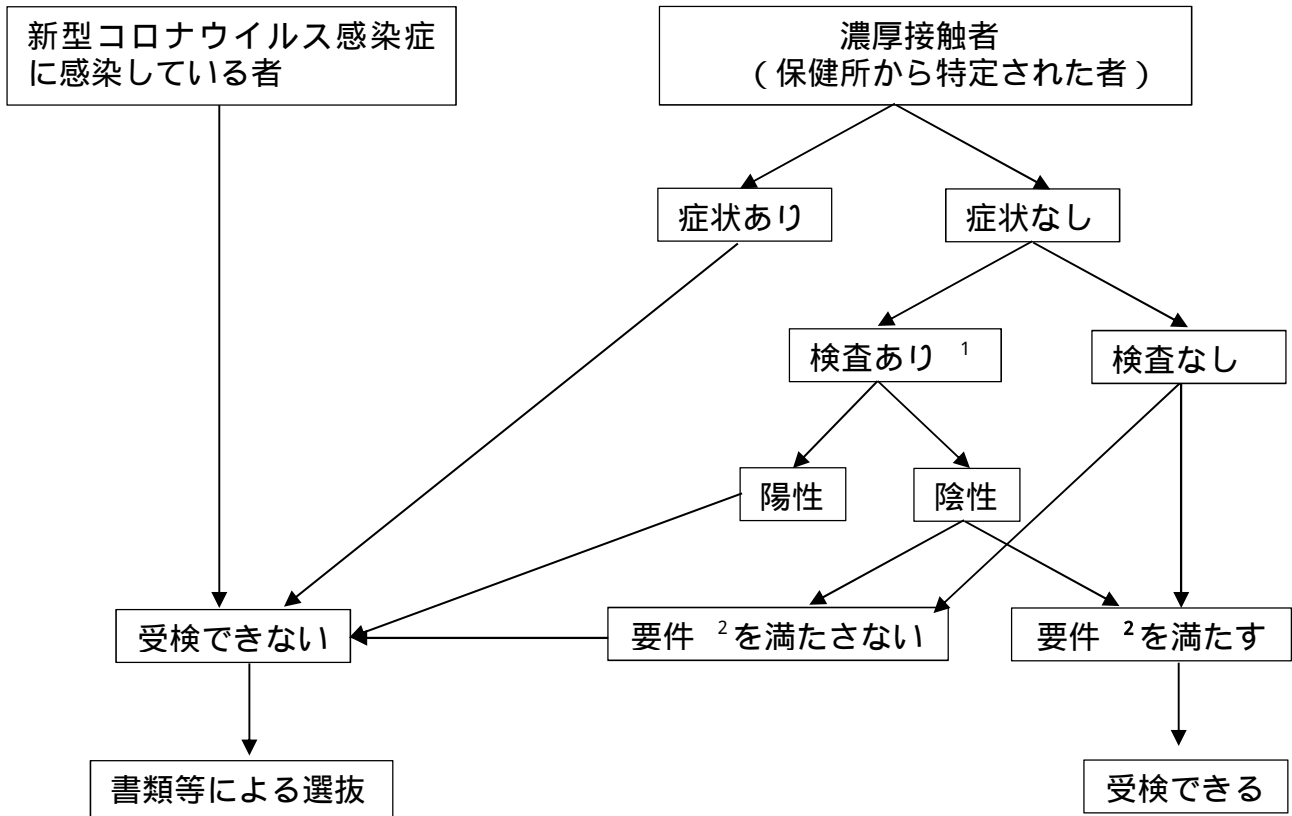 新型コロナウイルス感染症
に感染している者
濃厚接触者
（保健所から特定された者）
症状あり
症状なし
検査あり 1
検査なし
陽性
陰性
受検できない
要件 2を満たさない
要件 2を満たす
書類等による選抜
受検できる